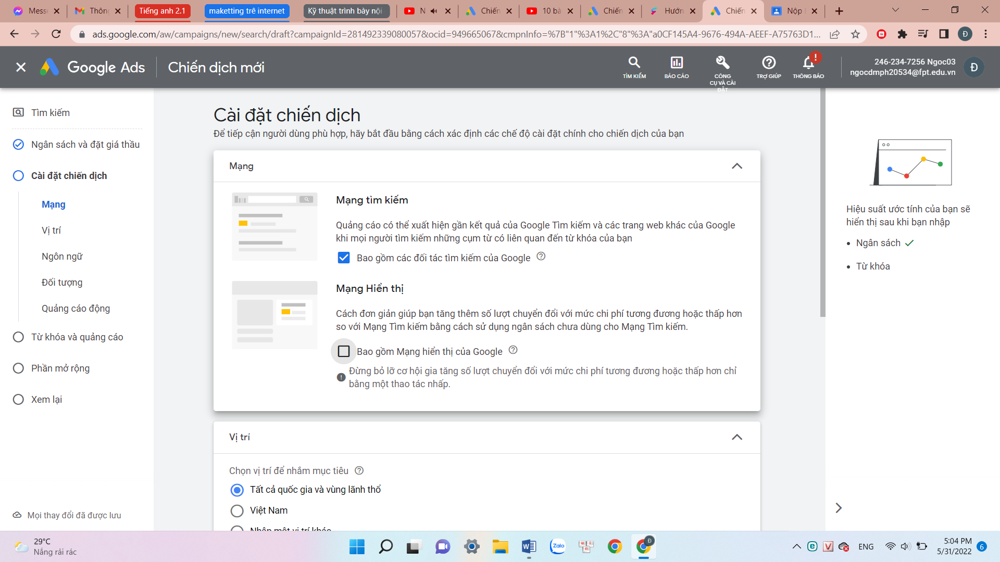 Messe
Thông
Tiếng anh 2.1
maketting trê internet
Kỹ thuật trình bày nội
N
Chiến
10 bà
Chiến
Hướn
Chiến
Nộp
ads.google.com/aw/campaigns/new/search/draft?campaignId=281492339080057&ocid=949665067&cmpnInfo=%7B"1"%3A1%2C"8"%3A"a0CF145A4-9676-494A-AEEF-A75763D1...
Đ
Google Ads
Chiến dịch mới
TÌM KIẾM
BÁO CÁO
CÔNG
CỤ VÀ CÀI
ĐẶT
TRỢ GIÚP
!
THÔNG BÁO
246-234-7256 Ngoc03
ngocdmph20534@fpt.edu.vn
Đ
Tìm kiếm
Ngân sách và đặt giá thầu
Cài đặt chiến dịch
Mạng
Vị trí
Ngôn ngữ
Đối tượng
Quảng cáo động
Từ khóa và quảng cáo
Phần mở rộng
Xem lại
Mọi thay đổi đã được lưu
Cài đặt chiến dịch
Để tiếp cận người dùng phù hợp, hãy bắt đầu bằng cách xác định các chế độ cài đặt chính cho chiến dịch của bạn
Mạng
Mạng tìm kiếm
Quảng cáo có thể xuất hiện gần kết quả của Google Tìm kiếm và các trang web khác của Google
khi mọi người tìm kiếm những cụm từ có liên quan đến từ khóa của bạn
Bao gồm các đối tác tìm kiếm của Google
Mạng Hiển thị
Cách đơn giản giúp bạn tăng thêm số lượt chuyển đổi với mức chi phí tương đương hoặc thấp hơn
so với Mạng Tìm kiếm bằng cách sử dụng ngân sách chưa dùng cho Mạng Tìm kiếm.
Bao gồm Mạng hiển thị của Google
Đừng bỏ lỡ cơ hội gia tăng số lượt chuyển đổi với mức chi phí tương đương hoặc thấp hơn chỉ
bằng một thao tác nhấp.
Vị trí
Chọn vị trí để nhắm mục tiêu
Tất cả quốc gia và vùng lãnh thổ
Việt Nam
Nhập một vị trí khác
Hiệu suất ước tính của bạn sẽ
hiển thị sau khi bạn nhập
• Ngân sách
• Từ khóa
29°C
Nắng rải rác
Zalo
Đ
ENG
5:04 PM
5/31/2022
6